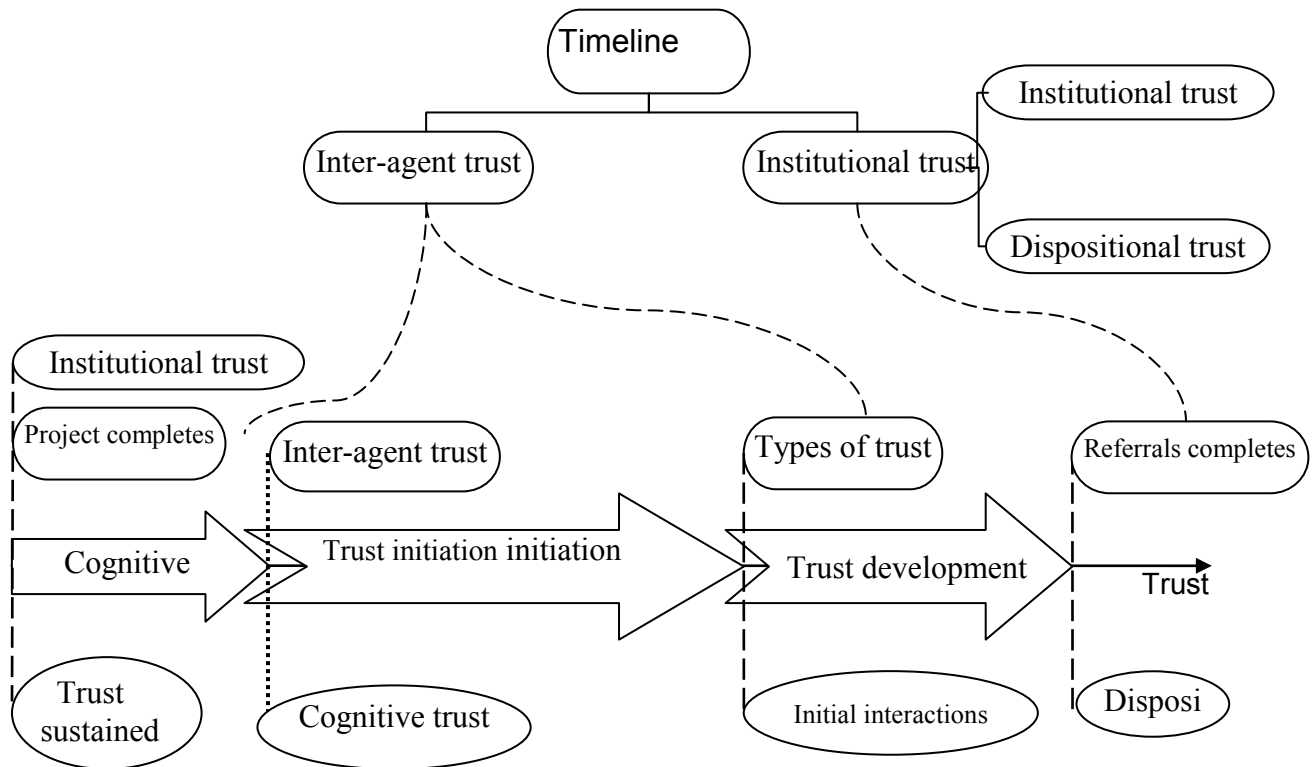 Timeline
Institutional trust
Inter-agent trust
Institutional trust
Dispositional trust
Institutional trust
Project completes
Inter-agent trust
Types of trust
Referrals completes
Cognitive
Trust initiation initiation
Trust development
Trust
Trust
sustained
Cognitive trust
Initial interactions
Disposi